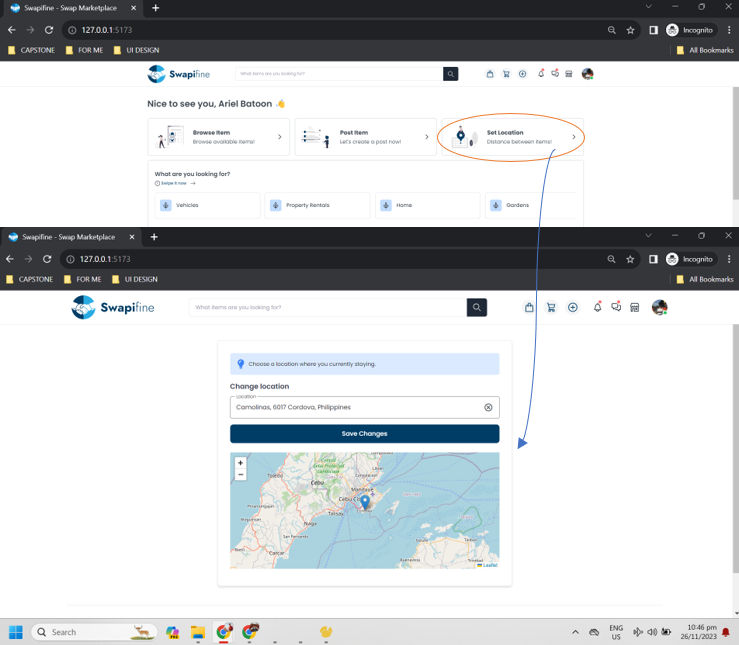 Swapifine - Swap Marketplace
127.0.0.1:5173
Incognito
CAPSTONE
FOR ME
UI DESIGN
All Bookmarks
Swapifine
What items are you looking for?
Nice to see you, Ariel Batoon
Browse Item
Browse available items!
Post Item
Let's create a post now!
Set Location
Distance between items!
What are you looking for?
Swipe it now →
Vehicles
Property Rentals
Home
Gardens
Swapifine - Swap Marketplace
127.0.0.1:5173
Incognito
CAPSTONE
FOR ME
UI DESIGN
All Bookmarks
Swapifine
What items are you looking for?
Choose a location where you currently staying.
Change location
Location
Camolinas, 6017 Cordova, Philippines
Save Changes
+
−
Toledo
Cebu
Mandaue
Cebu City
Talisay
Naga
San Fernando
Carcar
Leaflet
Search
ENG
US
10:46 pm
26/11/2023